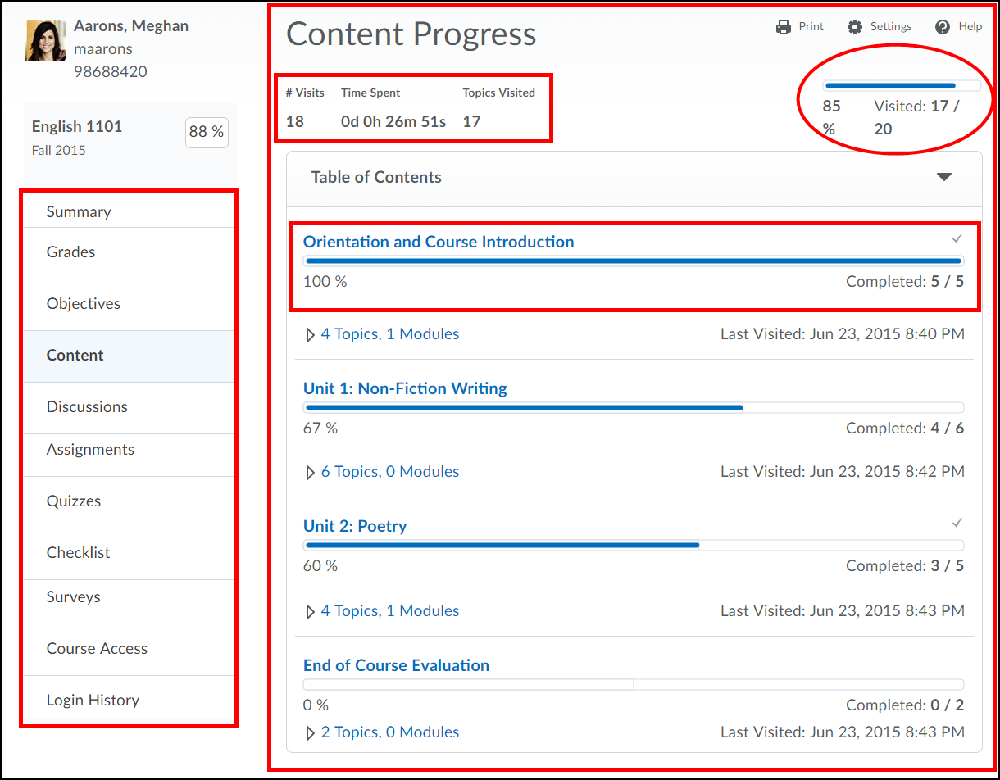 Aarons, Meghan
maarons
98688420
English 1101
88 %
Fall 2015
Summary
Grades
Objectives
Content
Discussions
Assignments
Quizzes
Checklist
Surveys
Course Access
Login History
Content Progress
Print Settings Help
# Visits Time Spent Topics Visited
18 0d 0h 26m 51s 17
85 Visited: 17 /
% 20
Table of Contents
Orientation and Course Introduction
100 % Completed: 5 / 5
4 Topics, 1 Modules Last Visited: Jun 23, 2015 8:40 PM
Unit 1: Non-Fiction Writing
67 % Completed: 4 / 6
6 Topics, 0 Modules Last Visited: Jun 23, 2015 8:42 PM
Unit 2: Poetry
60 % Completed: 3 / 5
4 Topics, 1 Modules Last Visited: Jun 23, 2015 8:43 PM
End of Course Evaluation
0 % Completed: 0 / 2
2 Topics, 0 Modules Last Visited: Jun 23, 2015 8:43 PM